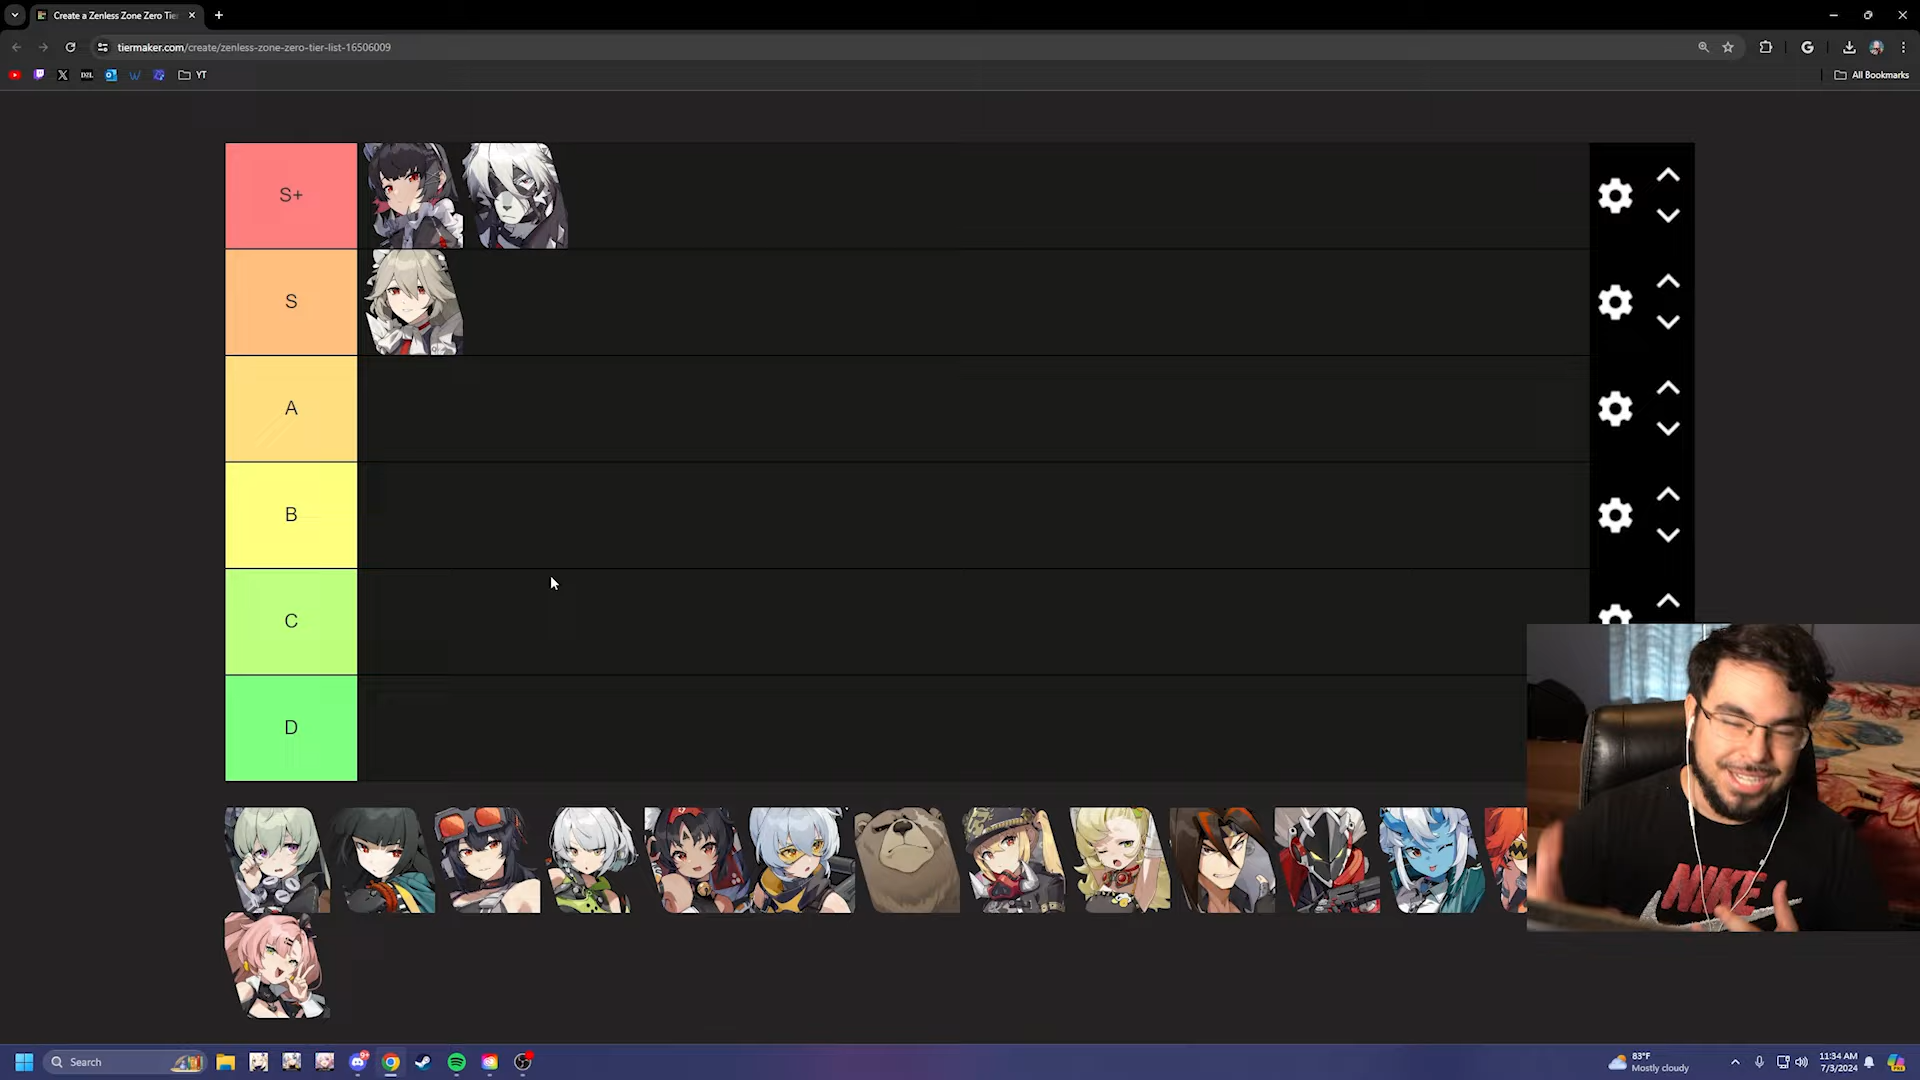 Create a Zenless Zone Zero Tie
tiermaker.com/create/zenless-zone-zero-tier-list-16506009
YT
All Bookmarks
S+
S
A
B
C
D
NIKE
Search
83°F
Mostly cloudy
11:34 AM
7/3/2024